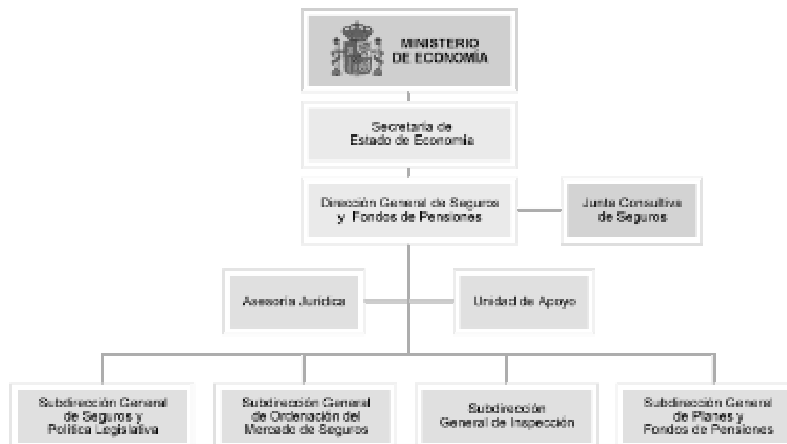 MINISTERIO
DE ECONOMÍA
Secretaría de
Estado de Economía
Dirección General de Seguros
y Fondos de Pensiones
Junta Consultiva
de Seguros
Asesoría Jurídica
Unidad de Apoyo
Subdirección General
de Seguros y
Política Legislativa
Subdirección General
de Ordenación del
Mercado de Seguros
Subdirección
General de Inspección
Subdirección General
de Planes y
Fondos de Pensiones